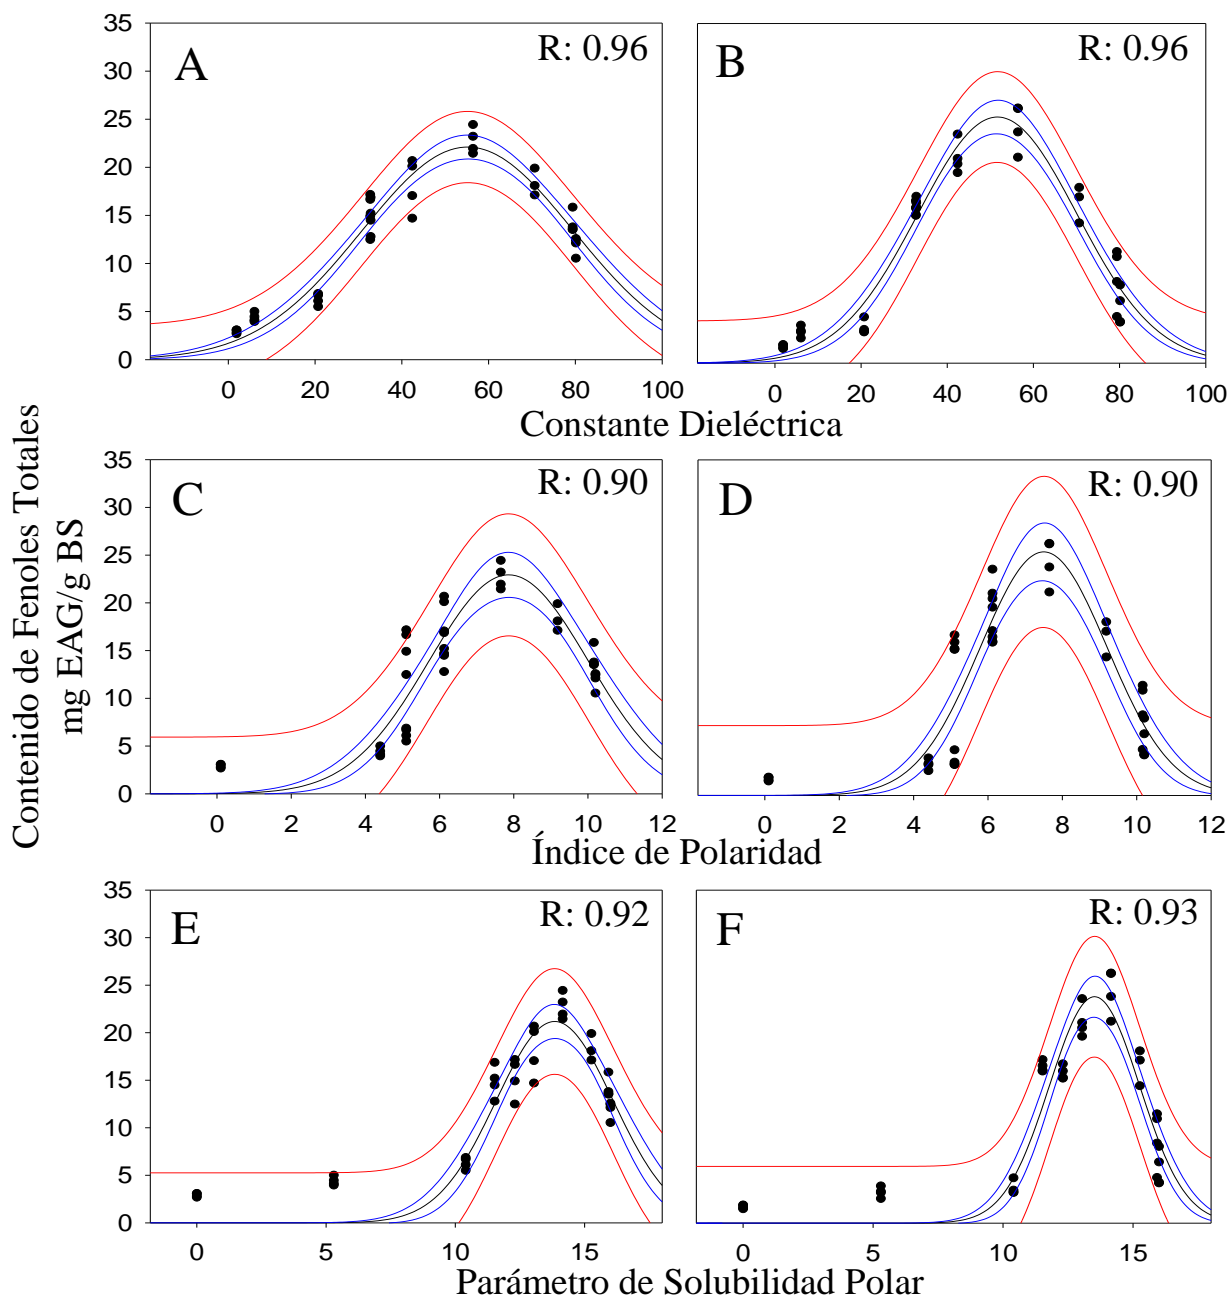 35
30
25
20
15
10
5
0
A
R: 0.96
B
R: 0.96
0 20 40 60 80 100
0 20 40 60 80 100
Constante Dieléctrica
Contenido de Fenoles Totales
mg EAG/g BS
35
30
25
20
15
10
5
0
C
R: 0.90
D
R: 0.90
0 2 4 6 8 10 12
0 2 4 6 8 10 12
Índice de Polaridad
35
30
25
20
15
10
5
0
E
R: 0.92
F
R: 0.93
0 5 10 15
0 5 10 15
Parámetro de Solubilidad Polar